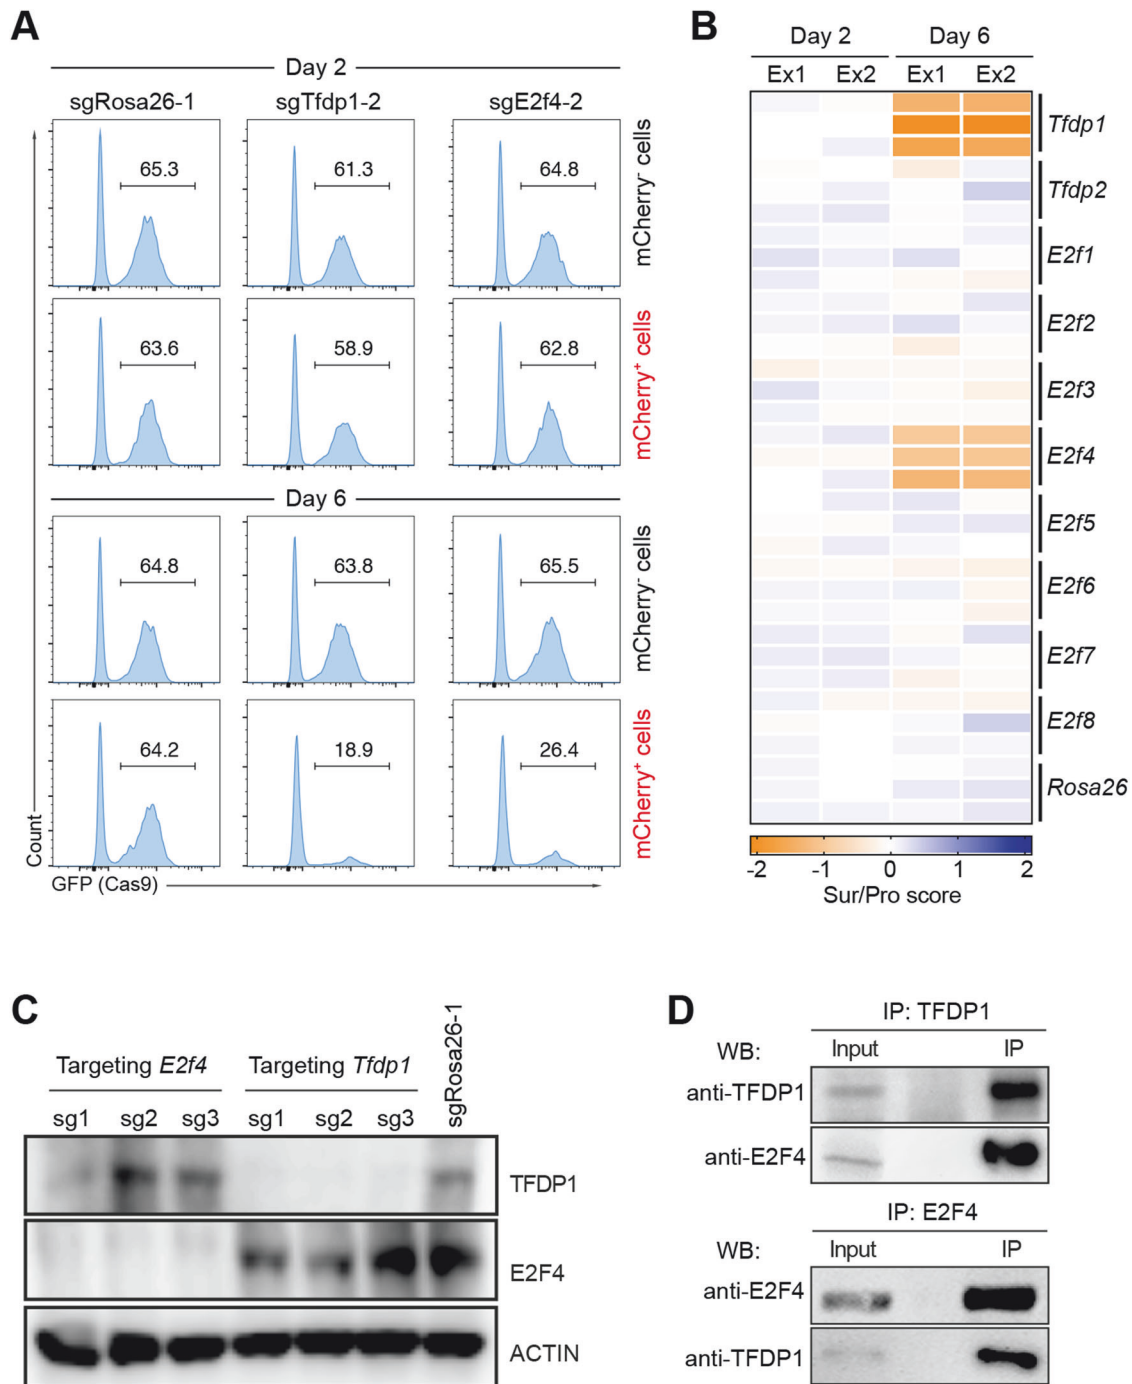 A
Day 2
sgRosa26-1 sgTfdp1-2 sgE2f4-2
65.3 61.3 64.8
mCherry⁻ cells
63.6 58.9 62.8
mCherry⁺ cells
Day 6
64.8 63.8 65.5
mCherry⁻ cells
64.2 18.9 26.4
mCherry⁺ cells
Count
GFP (Cas9)
B
Day 2 Day 6
Ex1 Ex2 Ex1 Ex2
Tfdp1
Tfdp2
E2f1
E2f2
E2f3
E2f4
E2f5
E2f6
E2f7
E2f8
Rosa26
-2 -1 0 1 2
Sur/Pro score
C
Targeting E2f4 Targeting Tfdp1 sgRosa26-1
sg1 sg2 sg3 sg1 sg2 sg3
TFDP1
E2F4
ACTIN
D
IP: TFDP1
WB: Input IP
anti-TFDP1
anti-E2F4
IP: E2F4
WB: Input IP
anti-E2F4
anti-TFDP1